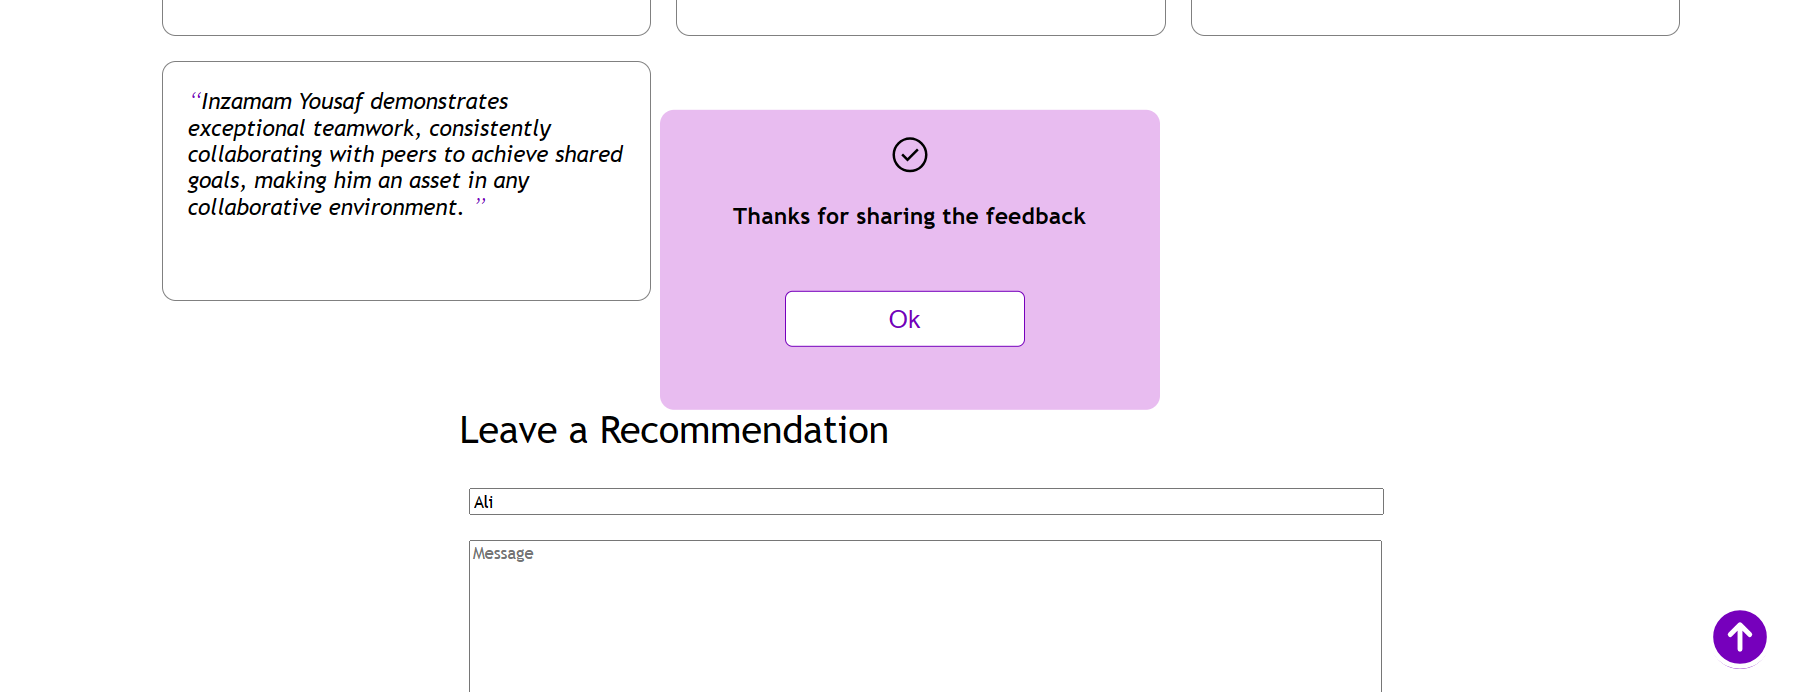 “Inzamam Yousaf demonstrates
exceptional teamwork, consistently
collaborating with peers to achieve shared
goals, making him an asset in any
collaborative environment. ”
Thanks for sharing the feedback
Ok
Leave a Recommendation
Ali
Message